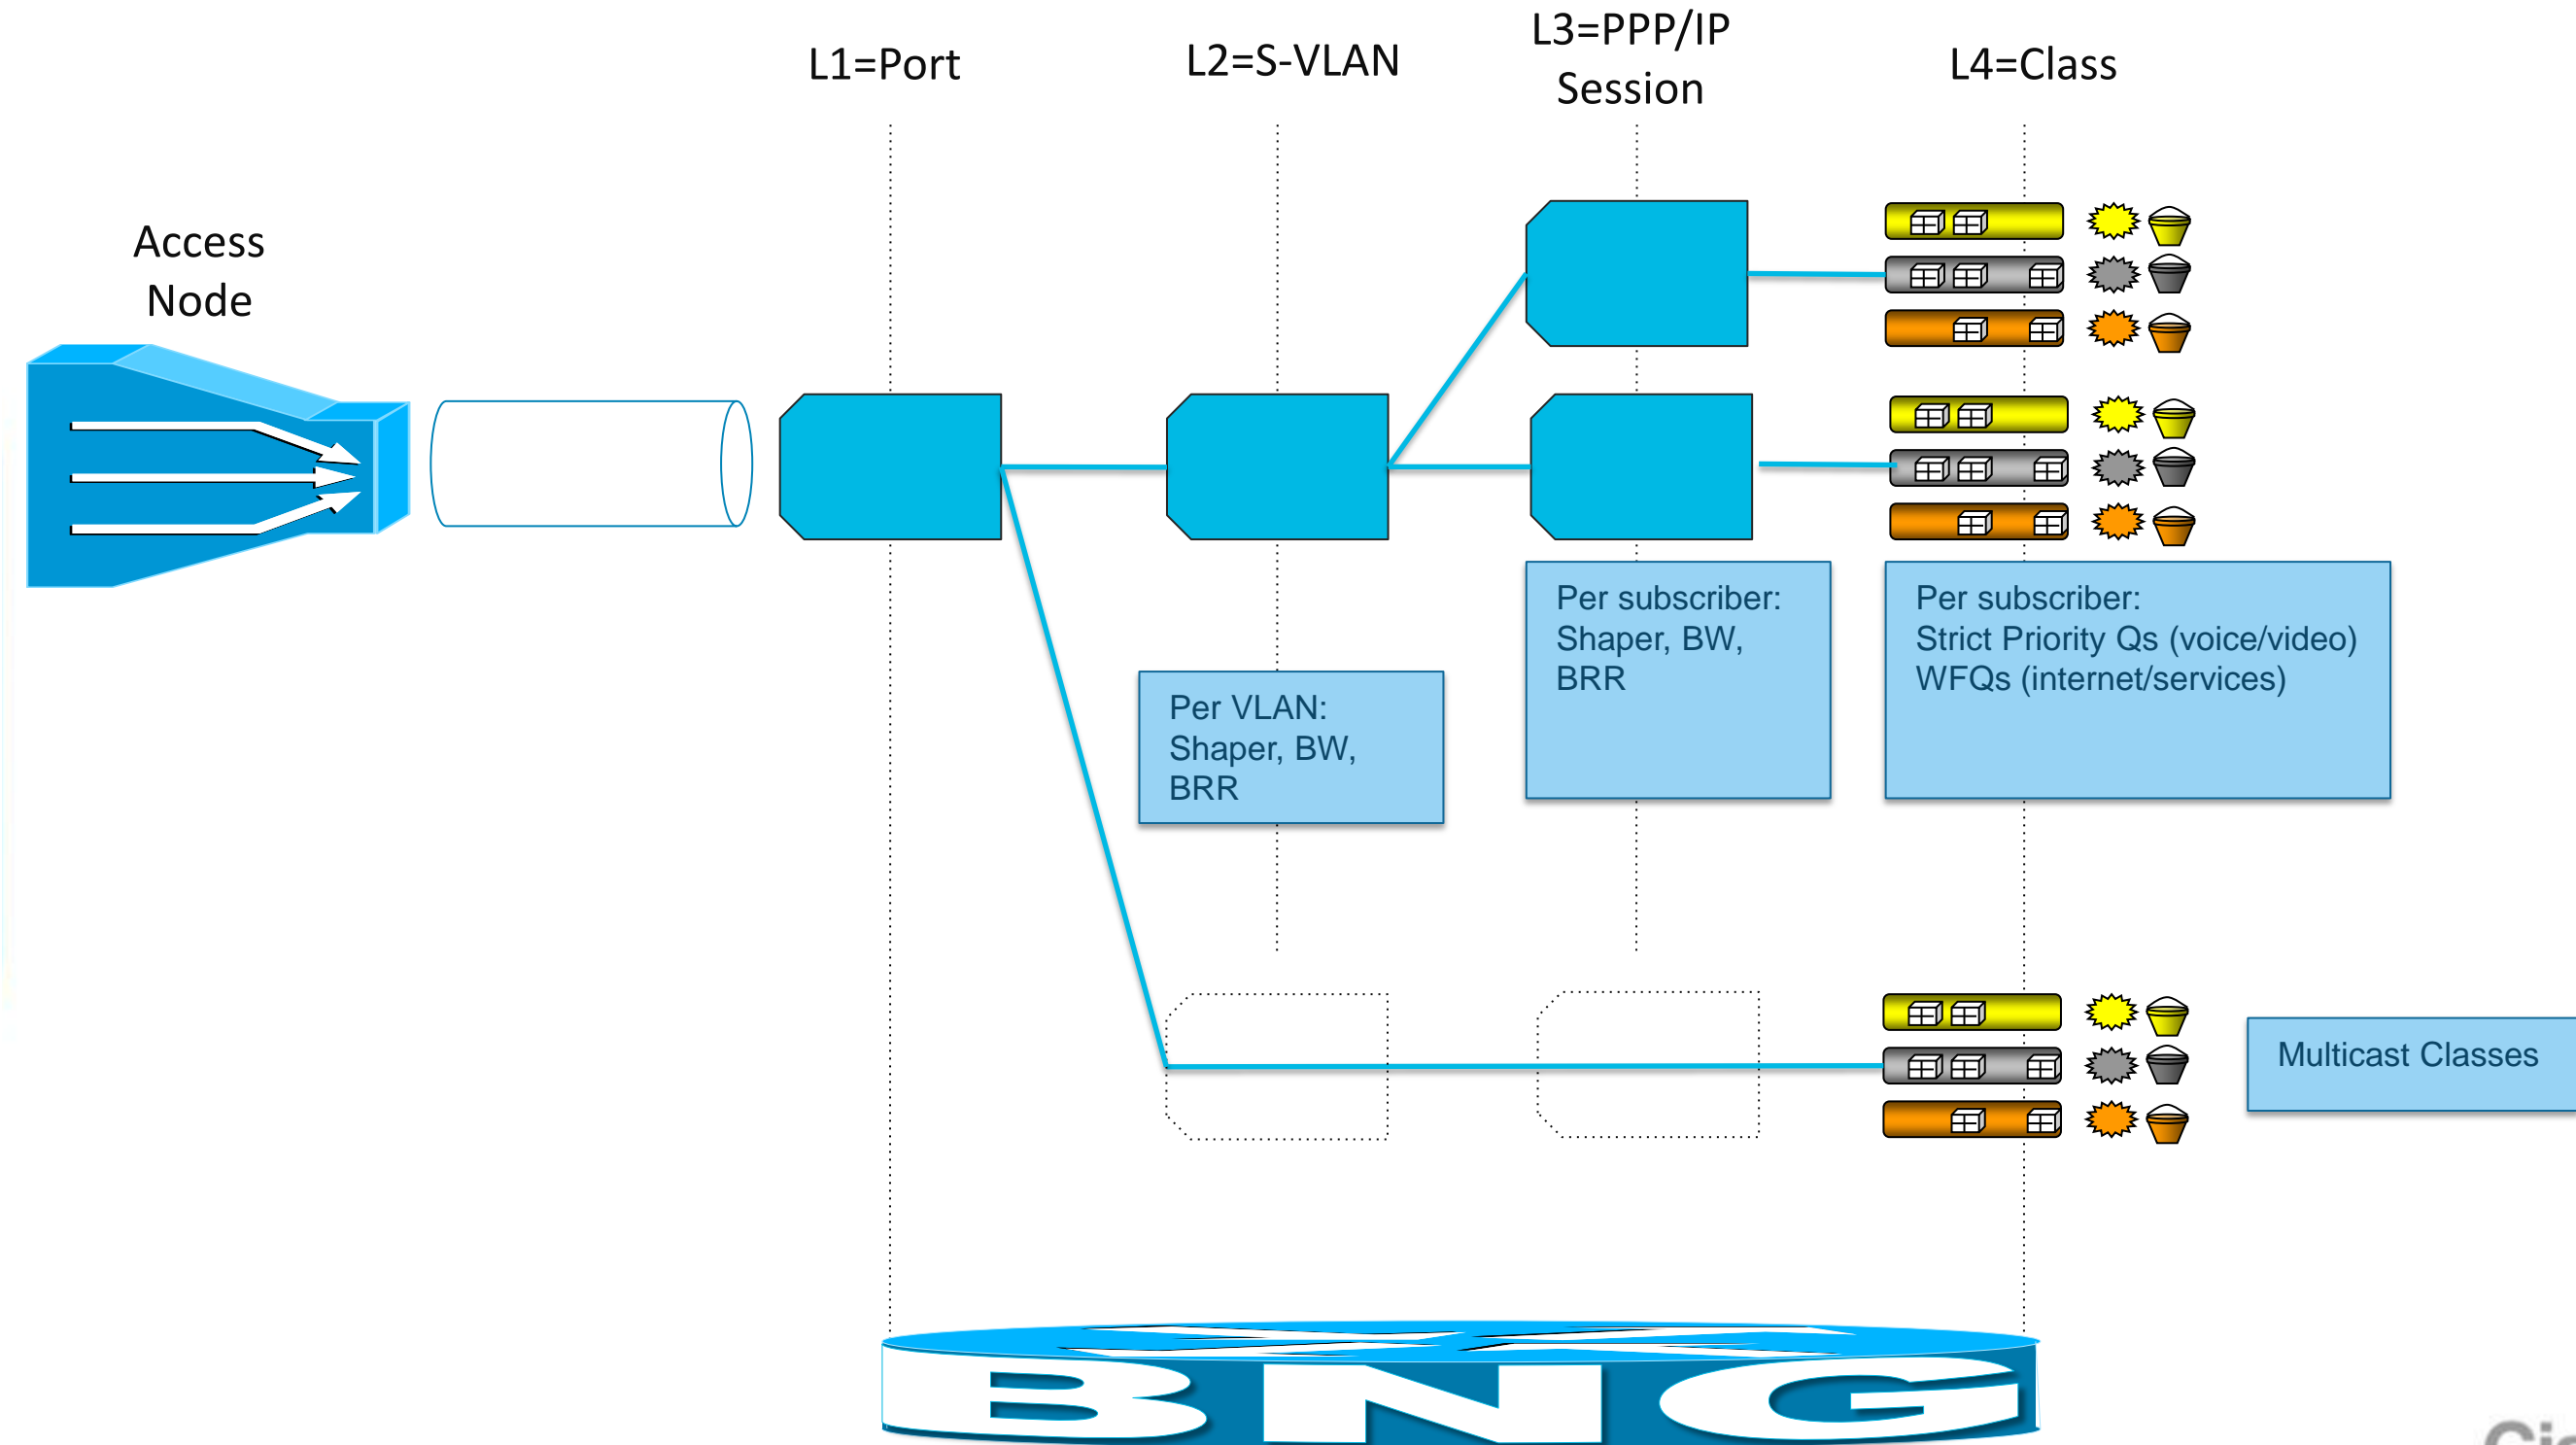 L1=Port
L2=S-VLAN
L3=PPP/IP
Session
L4=Class
Access
Node
Per subscriber:
Shaper, BW,
BRR
Per subscriber:
Strict Priority Qs (voice/video)
WFQs (internet/services)
Per VLAN:
Shaper, BW,
BRR
Multicast Classes
BNG